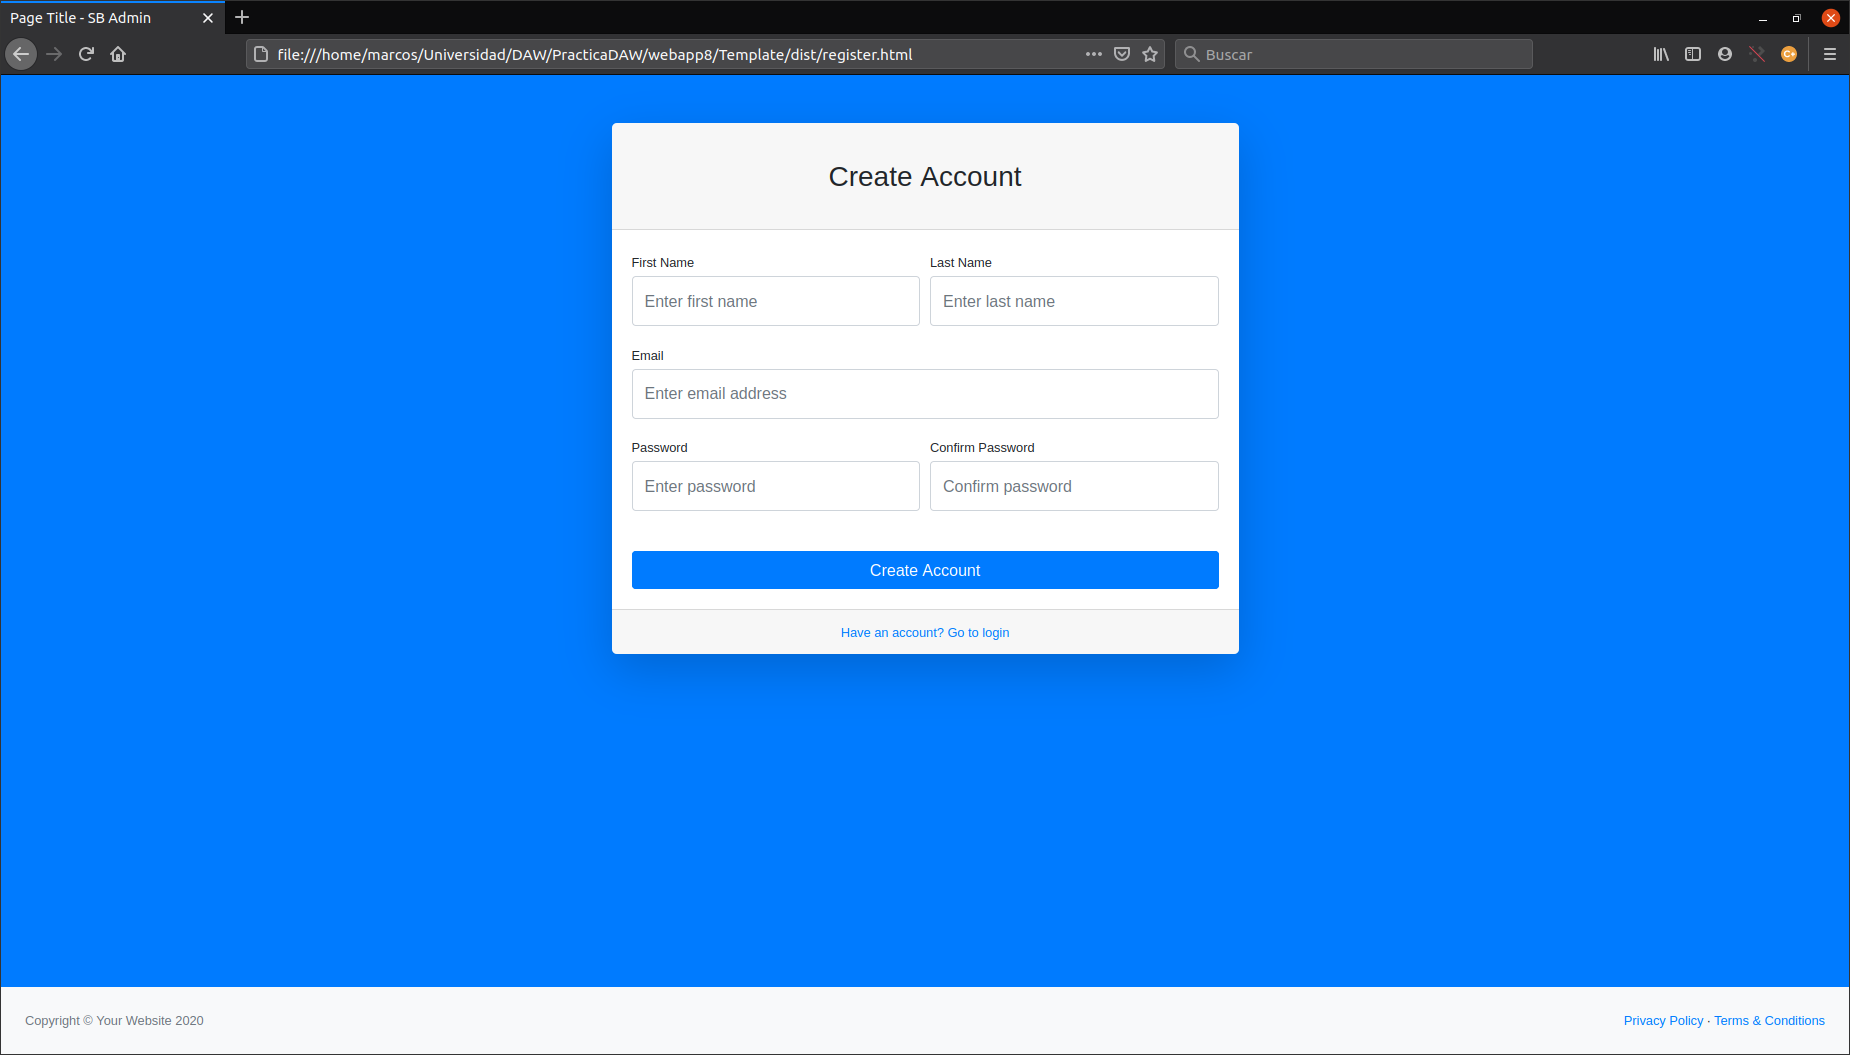 Page Title - SB Admin
file:///home/marcos/Universidad/DAW/PracticaDAW/webapp8/Template/dist/register.html
Buscar
Create Account
First Name
Last Name
Enter first name
Enter last name
Email
Enter email address
Password
Confirm Password
Enter password
Confirm password
Create Account
Have an account? Go to login
Copyright © Your Website 2020
Privacy Policy · Terms & Conditions